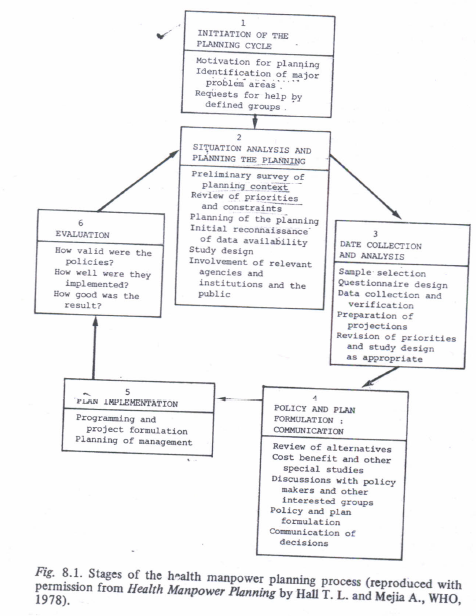 1
INITIATION OF THE
PLANNING CYCLE
Motivation for planning
Identification of major
problem areas.
Requests for help by
defined groups.
2
SITUATION ANALYSIS AND
PLANNING THE PLANNING
Preliminary survey of
planning context
Review of priorities
and constraints
Planning of the planning
Initial reconnaissance
of data availability
Study design
Involvement of relevant
agencies and
institutions and the
public
3
DATE COLLECTION
AND ANALYSIS
Sample selection
Questionnaire design
Data collection and
verification
Preparation of
projections
Revision of priorities
and study design
as appropriate
4
POLICY AND PLAN
FORMULATION :
COMMUNICATION
Review of alternatives
Cost benefit and other
special studies
Discussions with policy
makers and other
interested groups
Policy and plan
formulation
Communication of
decisions
5
PLAN IMPLEMENTATION
Programming and
project formulation
Planning of management
6
EVALUATION
How valid were the
policies?
How well were they
implemented?
How good was the
result?
Fig. 8.1. Stages of the health manpower planning process (reproduced with
permission from Health Manpower Planning by Hall T. L. and Mejia A., WHO,
1978).